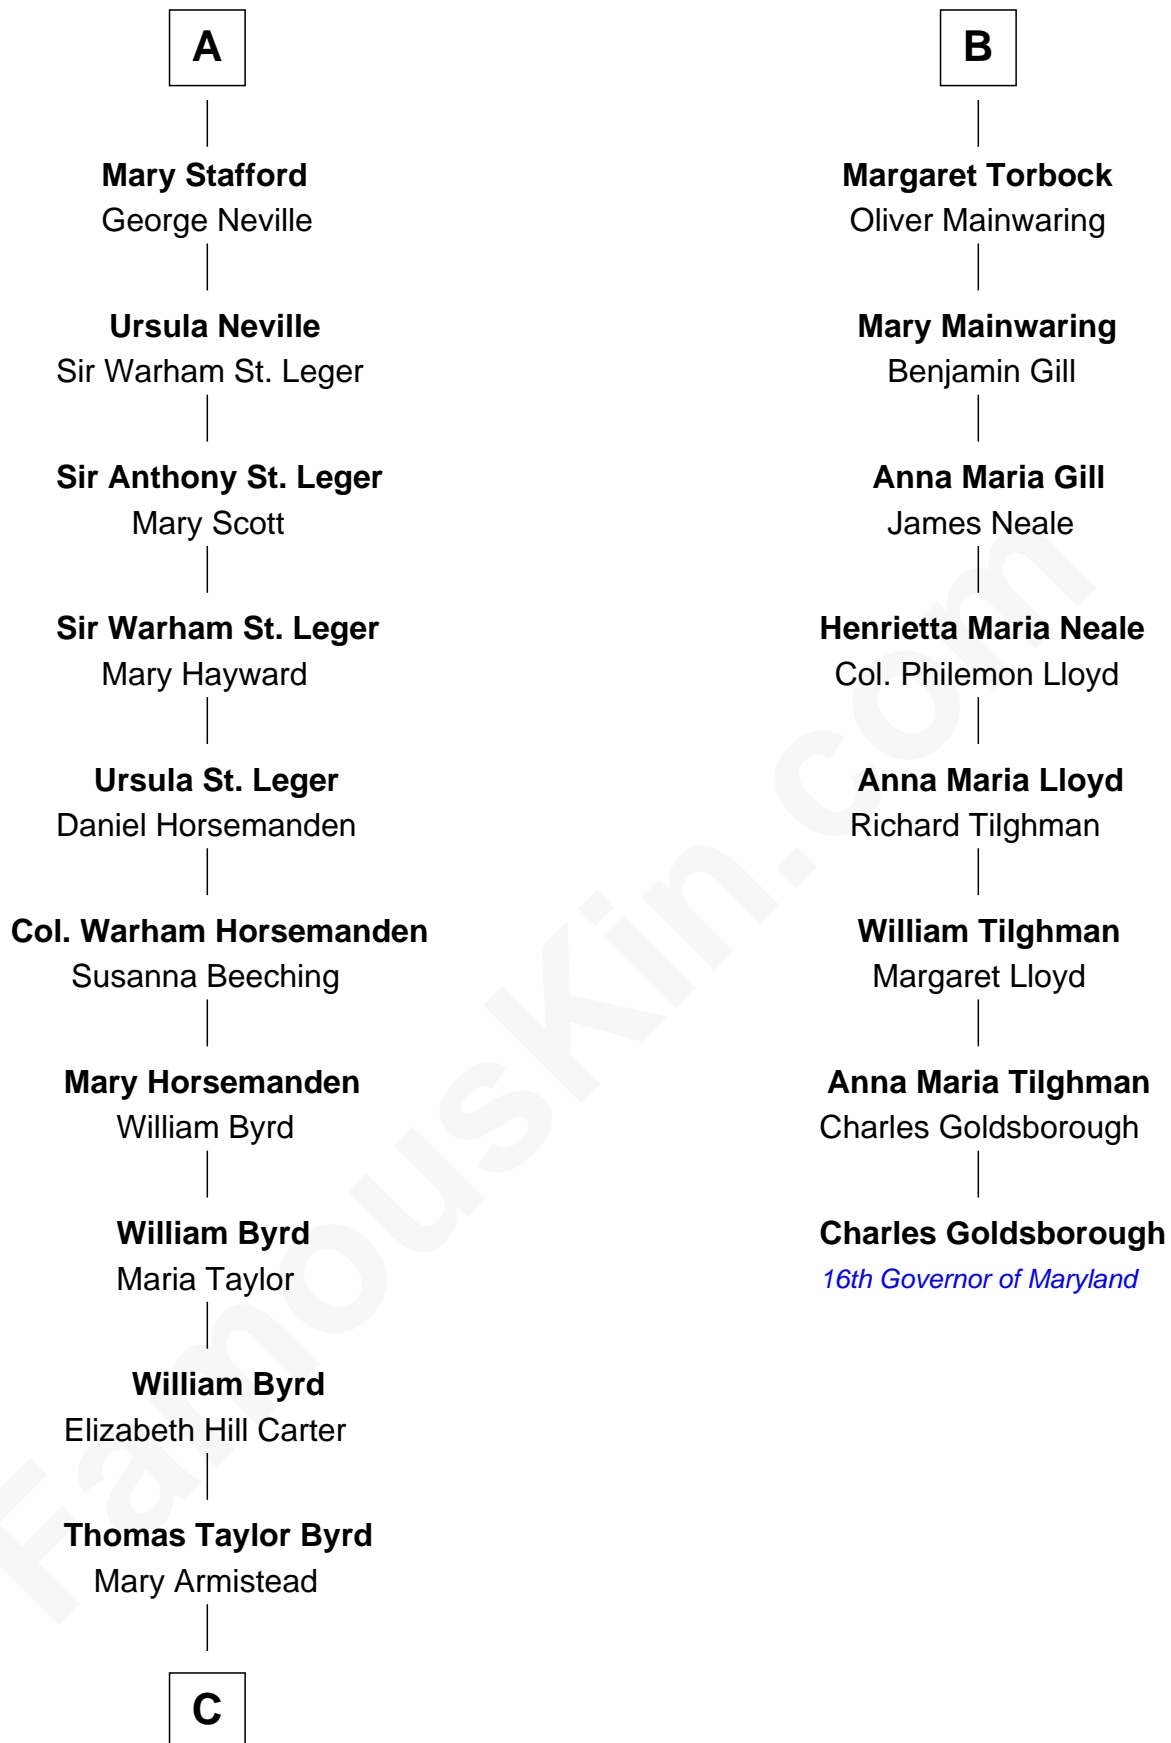 A
Mary Stafford
George Neville
Ursula Neville
Sir Warham St. Leger
Sir Anthony St. Leger
Mary Scott
Sir Warham St. Leger
Mary Hayward
Ursula St. Leger
Daniel Horsemanden
Col. Warham Horsemanden
Susanna Beeching
Mary Horsemanden
William Byrd
William Byrd
Maria Taylor
William Byrd
Elizabeth Hill Carter
Thomas Taylor Byrd
Mary Armistead
C
B
Margaret Torbock
Oliver Mainwaring
Mary Mainwaring
Benjamin Gill
Anna Maria Gill
James Neale
Henrietta Maria Neale
Col. Philemon Lloyd
Anna Maria Lloyd
Richard Tilghman
William Tilghman
Margaret Lloyd
Anna Maria Tilghman
Charles Goldsborough
Charles Goldsborough
16th Governor of Maryland
FamousKin.com